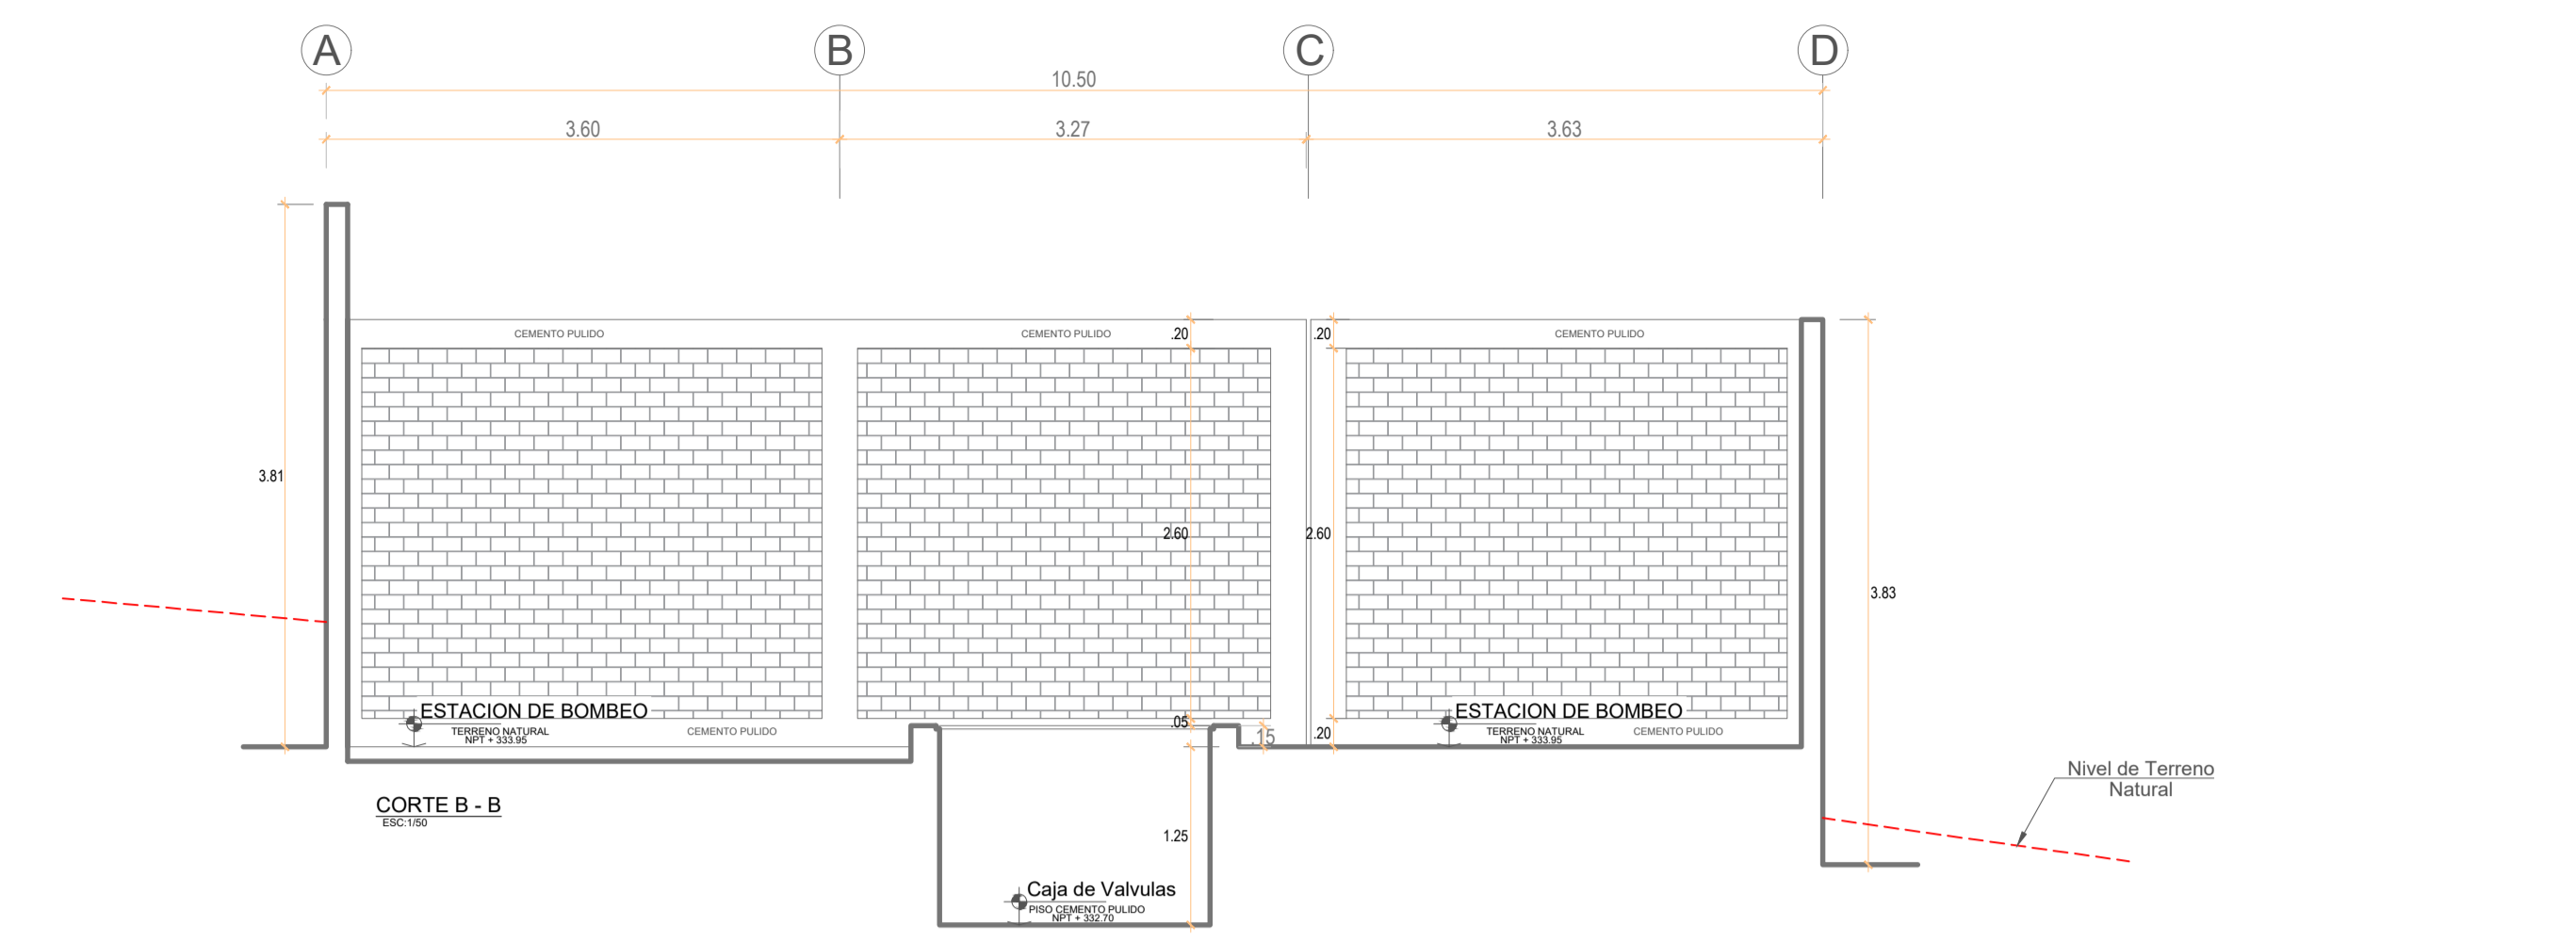 A B C D
10.50
3.60 3.27 3.63
CEMENTO PULIDO CEMENTO PULIDO .20 .20 CEMENTO PULIDO
3.81
2.60 2.60
3.83
ESTACION DE BOMBEO
TERRENO NATURAL
NPT + 333.95
CEMENTO PULIDO
.05
.15
.20
ESTACION DE BOMBEO
TERRENO NATURAL
NPT + 333.95
CEMENTO PULIDO
Nivel de Terreno
Natural
CORTE B - B
ESC:1/50
1.25
Caja de Valvulas
PISO CEMENTO PULIDO
NPT + 332.70